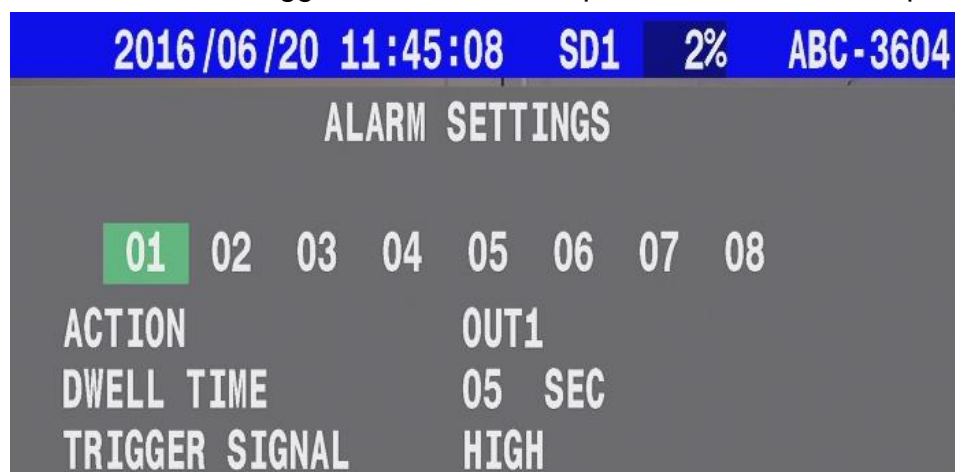 2016/06/20 11:45:08 SD1 2% ABC-3604
ALARM SETTINGS
01 02 03 04 05 06 07 08
ACTION OUT1
DWELL TIME 05 SEC
TRIGGER SIGNAL HIGH